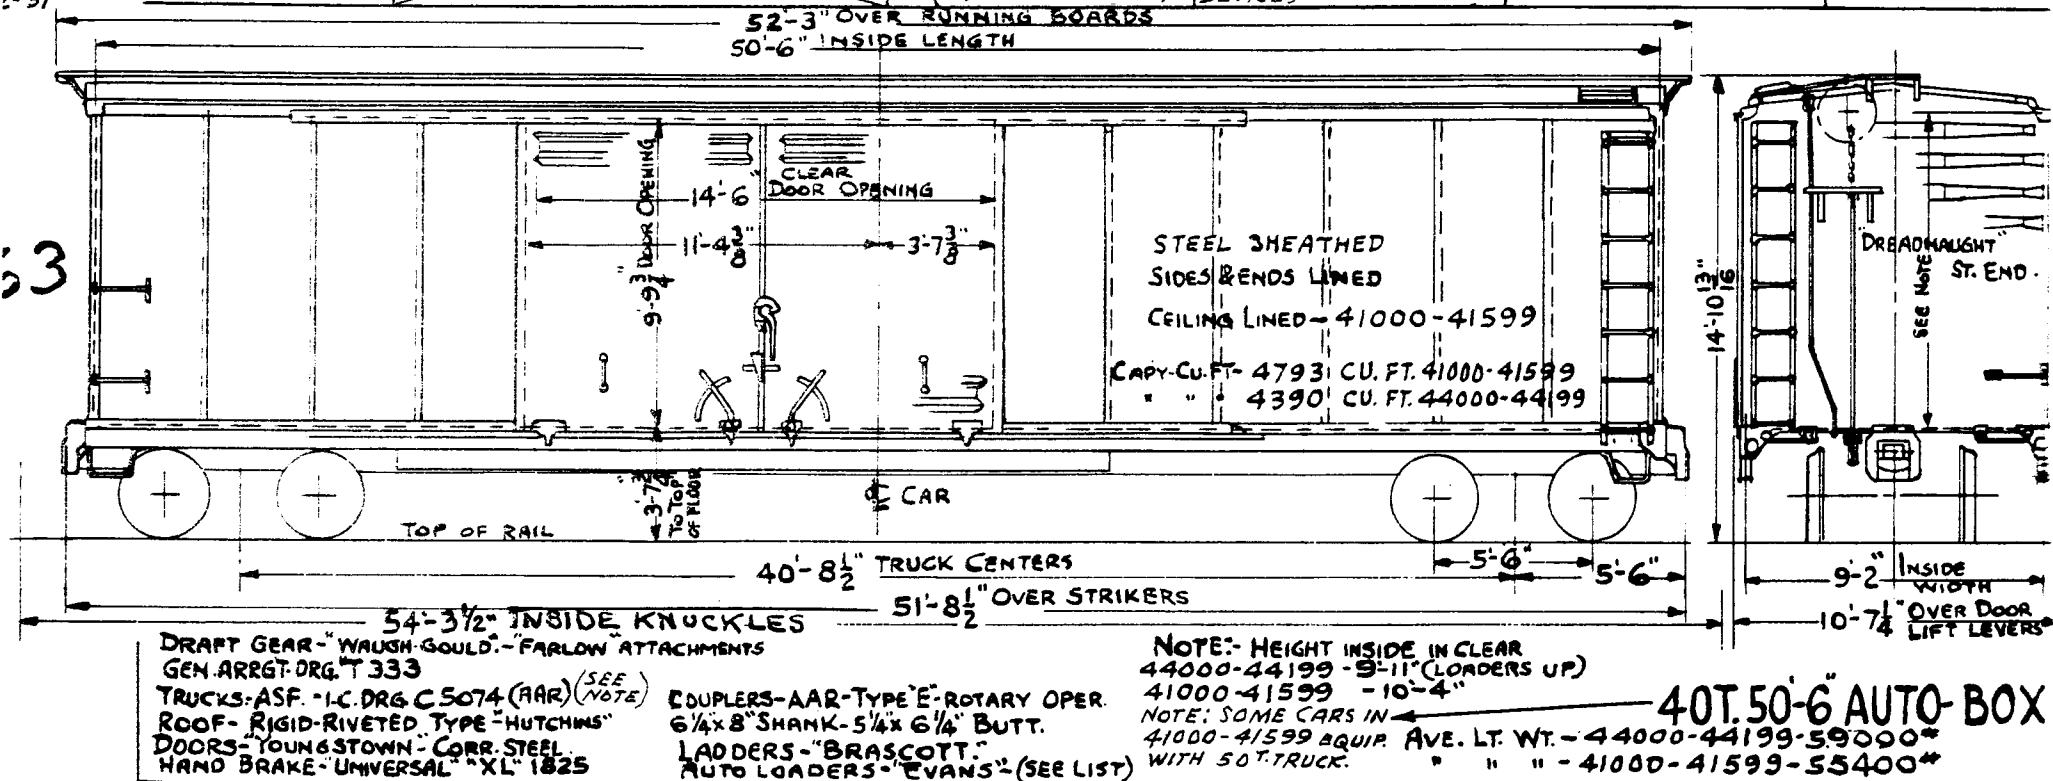 52'-3" OVER RUNNING BOARDS
50'-6" INSIDE LENGTH
53
9'-9 3/4" DOOR OPENING
14'-6" CLEAR DOOR OPENING
11'-4 3/8"
3'-7 3/8"
STEEL SHEATHED
SIDES & ENDS LINED
CEILING LINED - 41000-41599
CAPY-CU.FT- 4793 CU. FT. 41000-41599
" " " 4390 CU. FT. 44000-44199
14'-10 13/16"
"DREADNAUGHT"
ST. END.
SEE NOTE
3'-7 3/4"
TO TOP
OF FLOOR
℄ CAR
TOP OF RAIL
40'-8 1/2" TRUCK CENTERS
5'-6"
5'-6"
51'-8 1/2" OVER STRIKERS
54'-3 1/2" INSIDE KNUCKLES
9'-2" INSIDE
WIDTH
10'-7 1/4" OVER DOOR
LIFT LEVERS
DRAFT GEAR-"WAUGH-GOULD"-"FARLOW" ATTACHMENTS
GEN. ARRGT. DRG. "T 333
TRUCKS-ASF.-I.C. DRG C 5074 (AAR) (SEE NOTE)
ROOF- RIGID-RIVETED TYPE-"HUTCHINS"
DOORS-"YOUNGSTOWN"-CORR. STEEL.
HAND BRAKE-"UNIVERSAL" "XL" 1825
COUPLERS-AAR-TYPE "E"-ROTARY OPER.
6 1/4 x 8" SHANK-5 1/4 x 6 1/4" BUTT.
LADDERS-"BRASCOTT."
AUTO LOADERS-"EVANS"-(SEE LIST)
NOTE:- HEIGHT INSIDE IN CLEAR
44000-44199 - 9'-11" (LOADERS UP)
41000-41599 - 10'-4"
NOTE: SOME CARS IN
41000-41599 EQUIP.
WITH 50 T. TRUCK.
40T. 50'-6" AUTO-BOX
AVE. LT. WT. - 44000-44199-59000#
" " " - 41000-41599-55400#